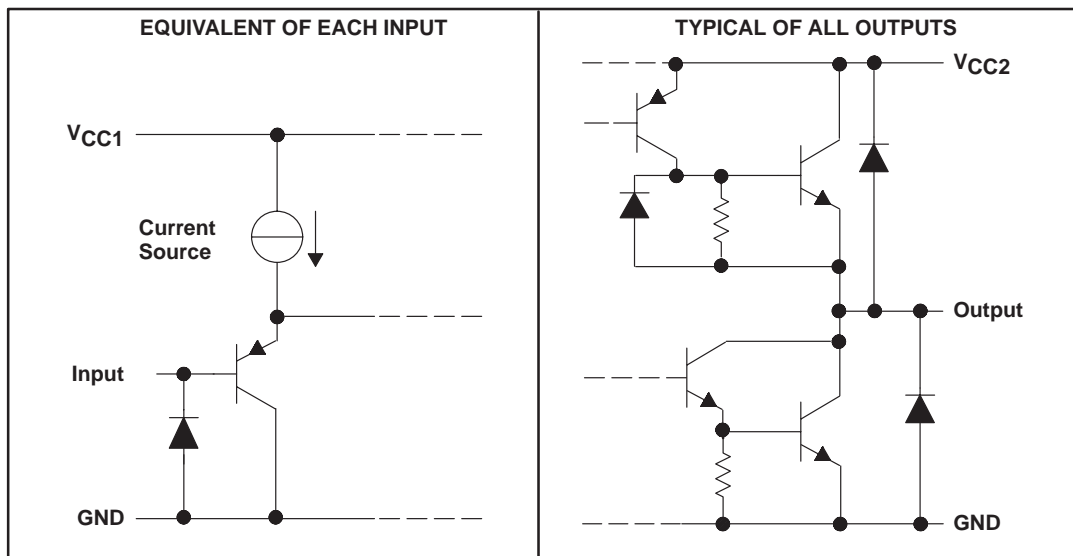 EQUIVALENT OF EACH INPUT
VCC1
Current
Source
Input
GND
TYPICAL OF ALL OUTPUTS
VCC2
Output
GND